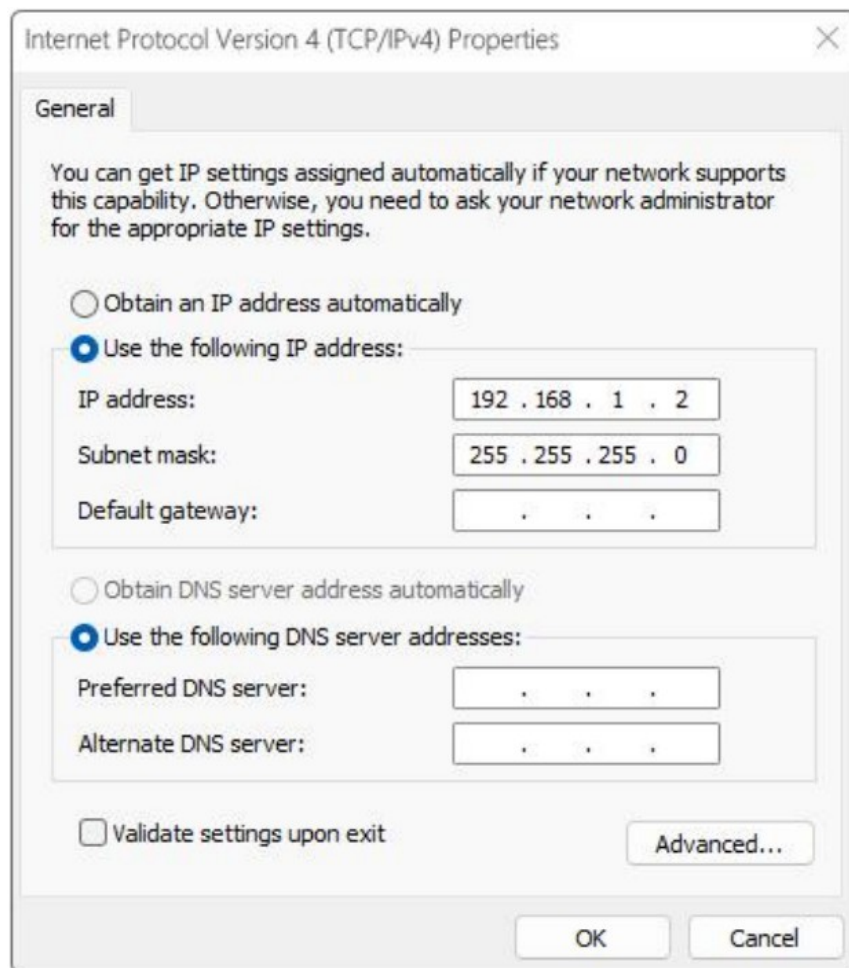 Internet Protocol Version 4 (TCP/IPv4) Properties
General
You can get IP settings assigned automatically if your network supports
this capability. Otherwise, you need to ask your network administrator
for the appropriate IP settings.
Obtain an IP address automatically
Use the following IP address:
IP address: 192 . 168 . 1 . 2
Subnet mask: 255 . 255 . 255 . 0
Default gateway: . . .
Obtain DNS server address automatically
Use the following DNS server addresses:
Preferred DNS server: . . .
Alternate DNS server: . . .
Validate settings upon exit
Advanced...
OK Cancel